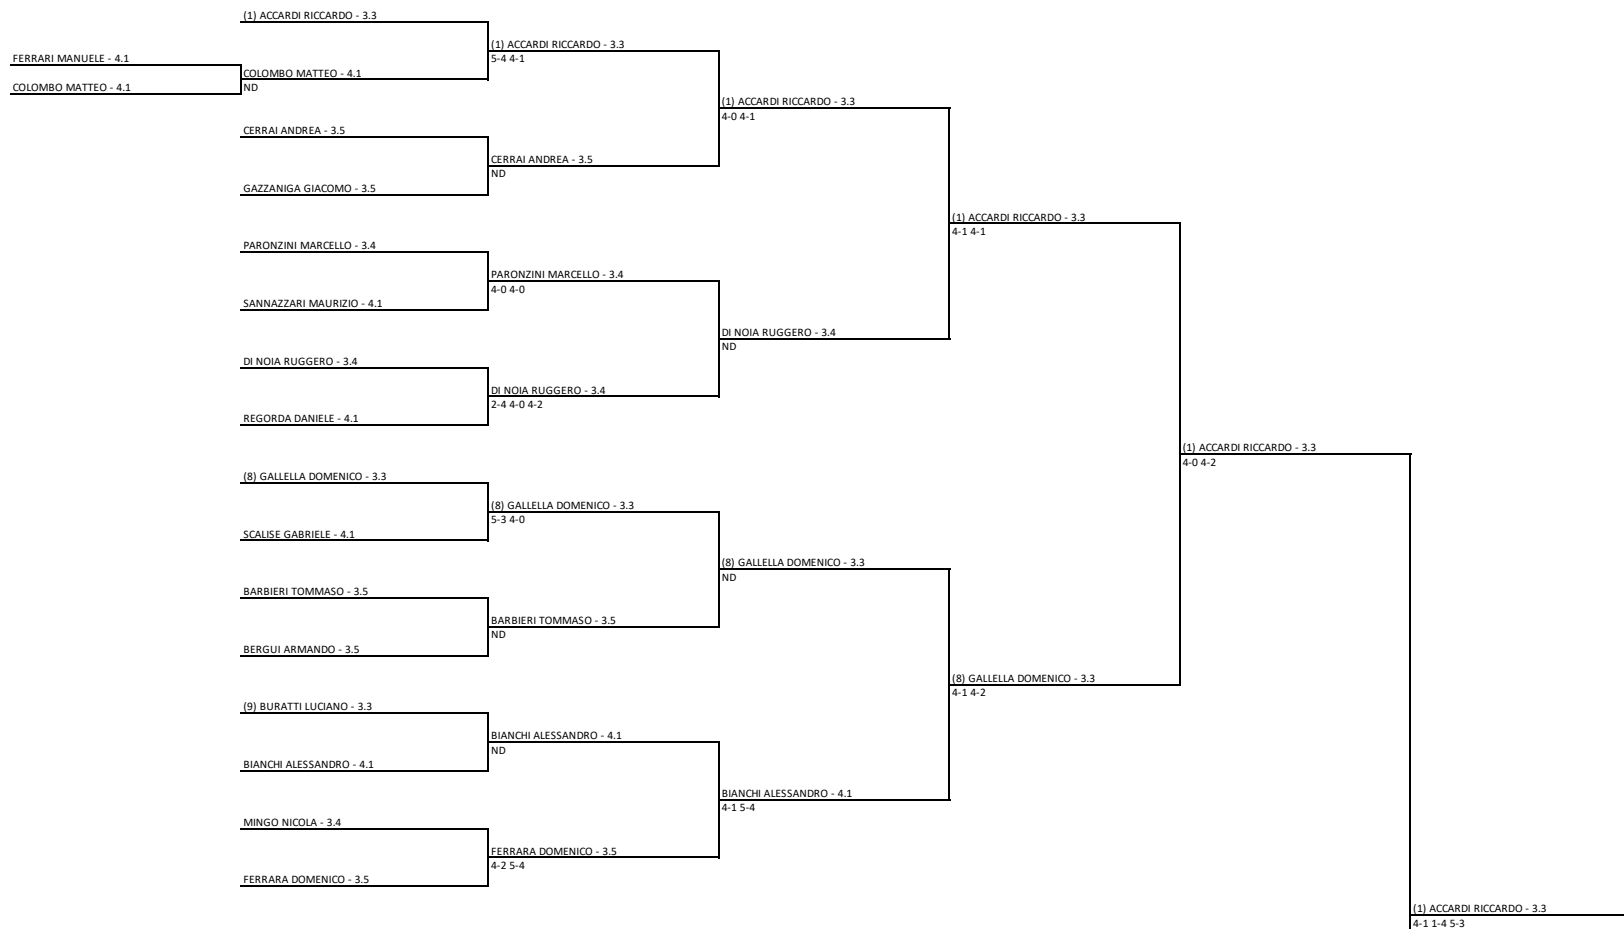 (1) ACCARDI RICCARDO - 3.3
(1) ACCARDI RICCARDO - 3.3
5-4 4-1
FERRARI MANUELE - 4.1
COLOMBO MATTEO - 4.1
COLOMBO MATTEO - 4.1
ND
(1) ACCARDI RICCARDO - 3.3
4-0 4-1
CERRAI ANDREA - 3.5
CERRAI ANDREA - 3.5
ND
GAZZANIGA GIACOMO - 3.5
(1) ACCARDI RICCARDO - 3.3
4-1 4-1
PARONZINI MARCELLO - 3.4
PARONZINI MARCELLO - 3.4
4-0 4-0
SANNAZZARI MAURIZIO - 4.1
DI NOIA RUGGERO - 3.4
ND
DI NOIA RUGGERO - 3.4
DI NOIA RUGGERO - 3.4
2-4 4-0 4-2
REGORDA DANIELE - 4.1
(1) ACCARDI RICCARDO - 3.3
4-0 4-2
(8) GALLELLA DOMENICO - 3.3
(8) GALLELLA DOMENICO - 3.3
5-3 4-0
SCALISE GABRIELE - 4.1
(8) GALLELLA DOMENICO - 3.3
ND
BARBIERI TOMMASO - 3.5
BARBIERI TOMMASO - 3.5
ND
BERGUI ARMANDO - 3.5
(8) GALLELLA DOMENICO - 3.3
4-1 4-2
(9) BURATTI LUCIANO - 3.3
BIANCHI ALESSANDRO - 4.1
ND
BIANCHI ALESSANDRO - 4.1
BIANCHI ALESSANDRO - 4.1
4-1 5-4
MINGO NICOLA - 3.4
FERRARA DOMENICO - 3.5
4-2 5-4
FERRARA DOMENICO - 3.5
(1) ACCARDI RICCARDO - 3.3
4-1 1-4 5-3